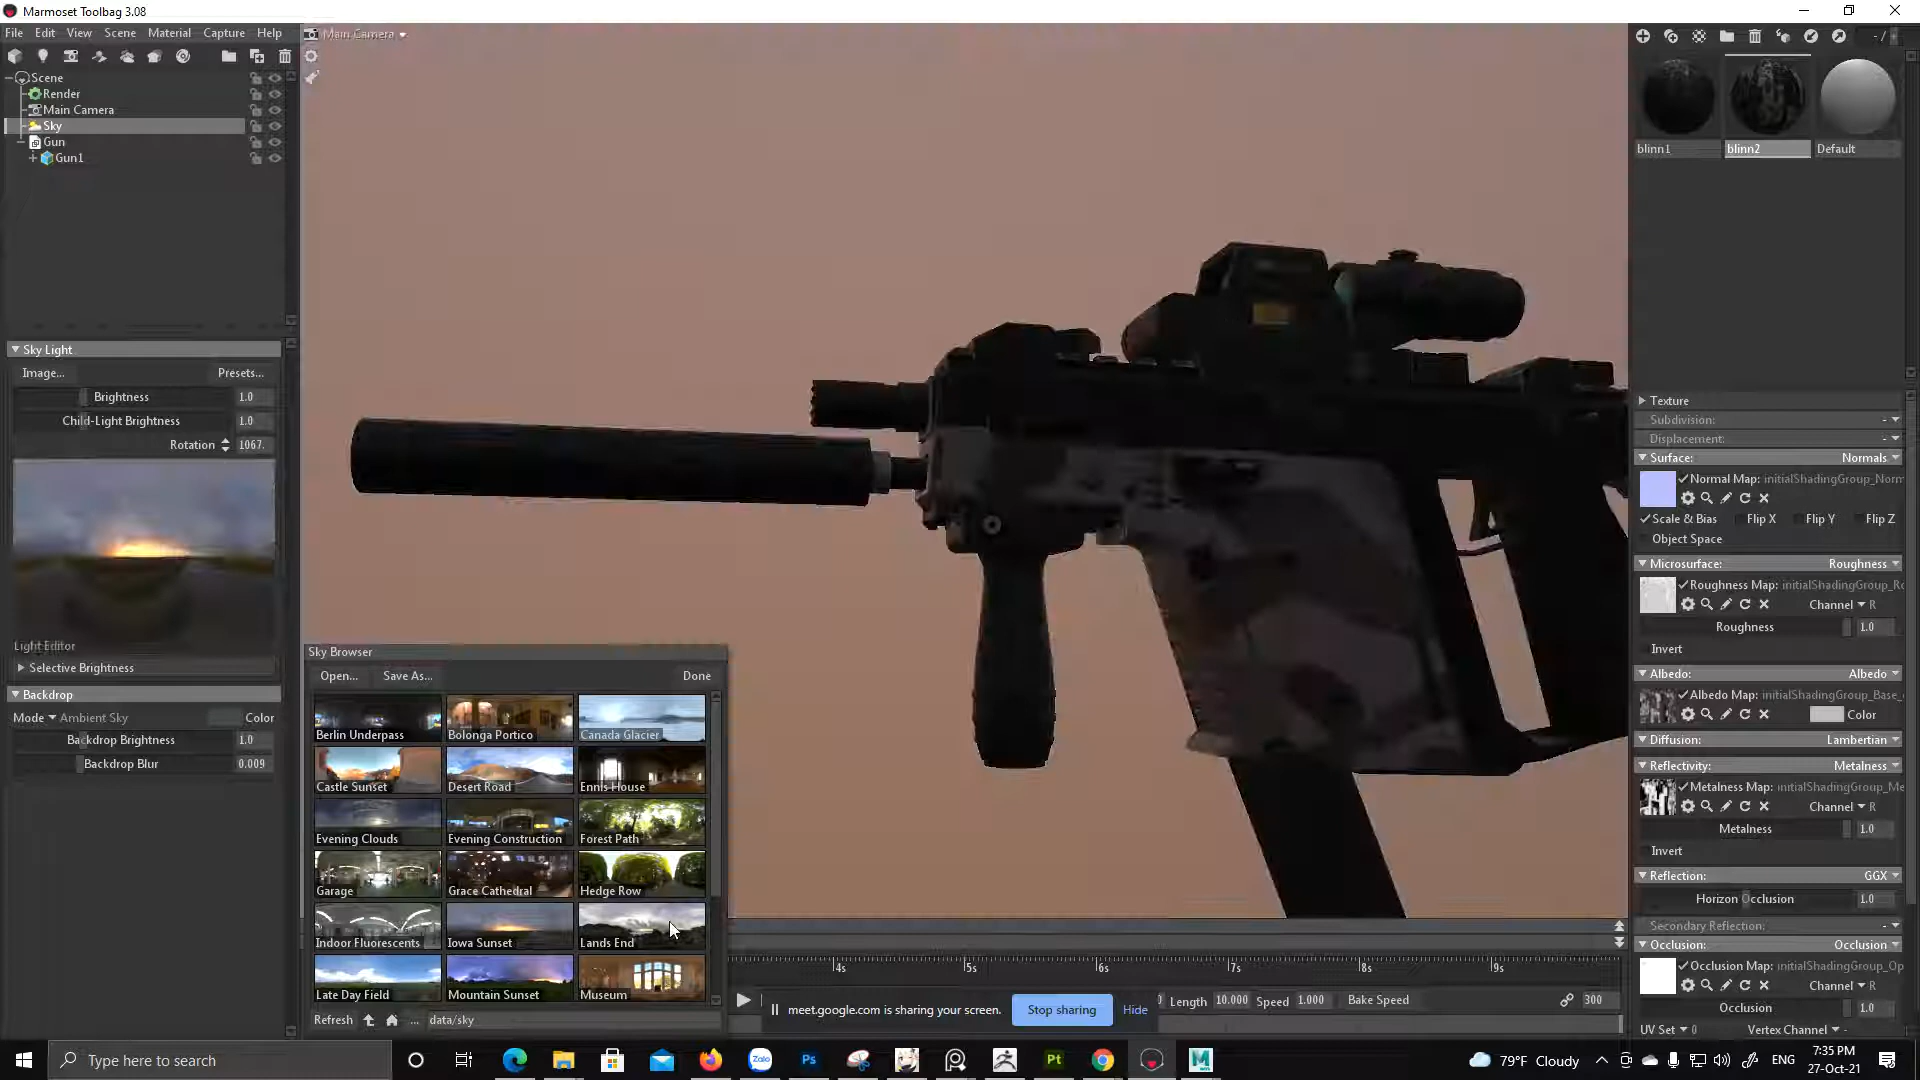 Marmoset Toolbag 3.08
File Edit View Scene Material Capture Help
Main Camera
Scene
Render
Main Camera
Sky
Gun
Gun1
Sky Light
Image... Presets...
Brightness 1.0
Child-Light Brightness 1.0
Rotation 1067.
Light Editor
Selective Brightness
Backdrop
Mode Ambient Sky Color
Backdrop Brightness 1.0
Backdrop Blur 0.009
Sky Browser
Open... Save As... Done
Berlin Underpass Bolonga Portico Canada Glacier
Castle Sunset Desert Road Ennis House
Evening Clouds Evening Construction Forest Path
Garage Grace Cathedral Hedge Row
Indoor Fluorescents Iowa Sunset Lands End
Late Day Field Mountain Sunset Museum
Refresh ... data/sky
4s 5s 6s 7s 8s 9s
Length 10.000 Speed 1.000 Bake Speed 300
meet.google.com is sharing your screen. Stop sharing Hide
blinn1 blinn2 Default
Texture
Subdivision: -
Displacement: -
Surface: Normals
Normal Map: initialShadingGroup_Norm
Scale & Bias Flip X Flip Y Flip Z
Object Space
Microsurface: Roughness
Roughness Map: initialShadingGroup_Ro
Channel R
Roughness 1.0
Invert
Albedo: Albedo
Albedo Map: initialShadingGroup_Base_
Color
Diffusion: Lambertian
Reflectivity: Metalness
Metalness Map: initialShadingGroup_Me
Channel R
Metalness 1.0
Invert
Reflection: GGX
Horizon Occlusion 1.0
Secondary Reflection: -
Occlusion: Occlusion
Occlusion Map: initialShadingGroup_Op
Channel R
Occlusion 1.0
UV Set 0 Vertex Channel -
Type here to search
Zalo
Ps
Pt
79°F Cloudy
ENG
7:35 PM
27-Oct-21